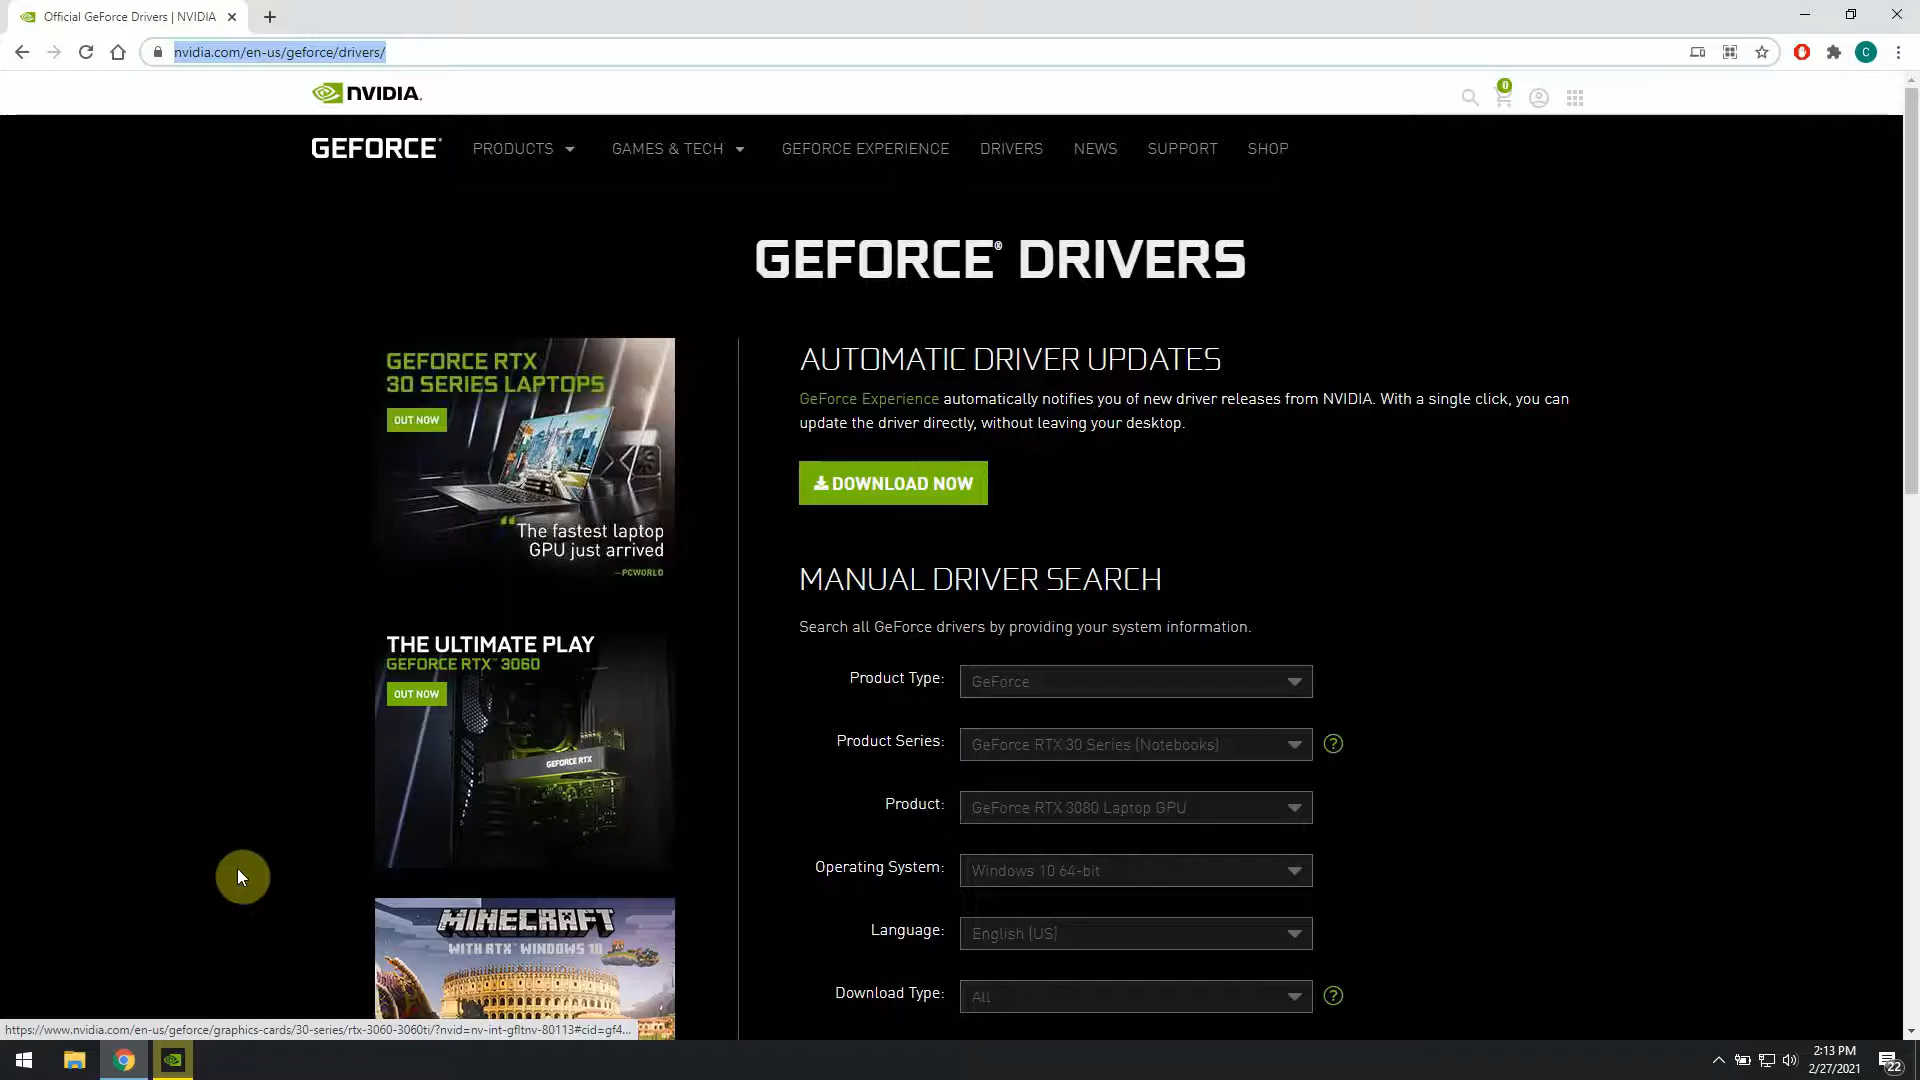 Official GeForce Drivers | NVIDIA
nvidia.com/en-us/geforce/drivers/
C
NVIDIA.
0
GEFORCE®
PRODUCTS
GAMES & TECH
GEFORCE EXPERIENCE
DRIVERS
NEWS
SUPPORT
SHOP
GEFORCE® DRIVERS
GEFORCE RTX
30 SERIES LAPTOPS
OUT NOW
“The fastest laptop
GPU just arrived
—PCWORLD
THE ULTIMATE PLAY
GEFORCE RTX™ 3060
OUT NOW
GEFORCE RTX
MINECRAFT
WITH RTX™ WINDOWS 10
AUTOMATIC DRIVER UPDATES
GeForce Experience automatically notifies you of new driver releases from NVIDIA. With a single click, you can
update the driver directly, without leaving your desktop.
DOWNLOAD NOW
MANUAL DRIVER SEARCH
Search all GeForce drivers by providing your system information.
Product Type: GeForce
Product Series: GeForce RTX 30 Series (Notebooks) ?
Product: GeForce RTX 3080 Laptop GPU
Operating System: Windows 10 64-bit
Language: English (US)
Download Type: All ?
https://www.nvidia.com/en-us/geforce/graphics-cards/30-series/rtx-3060-3060ti/?nvid=nv-int-gfltnv-80113#cid=gf4...
2:13 PM
2/27/2021
22